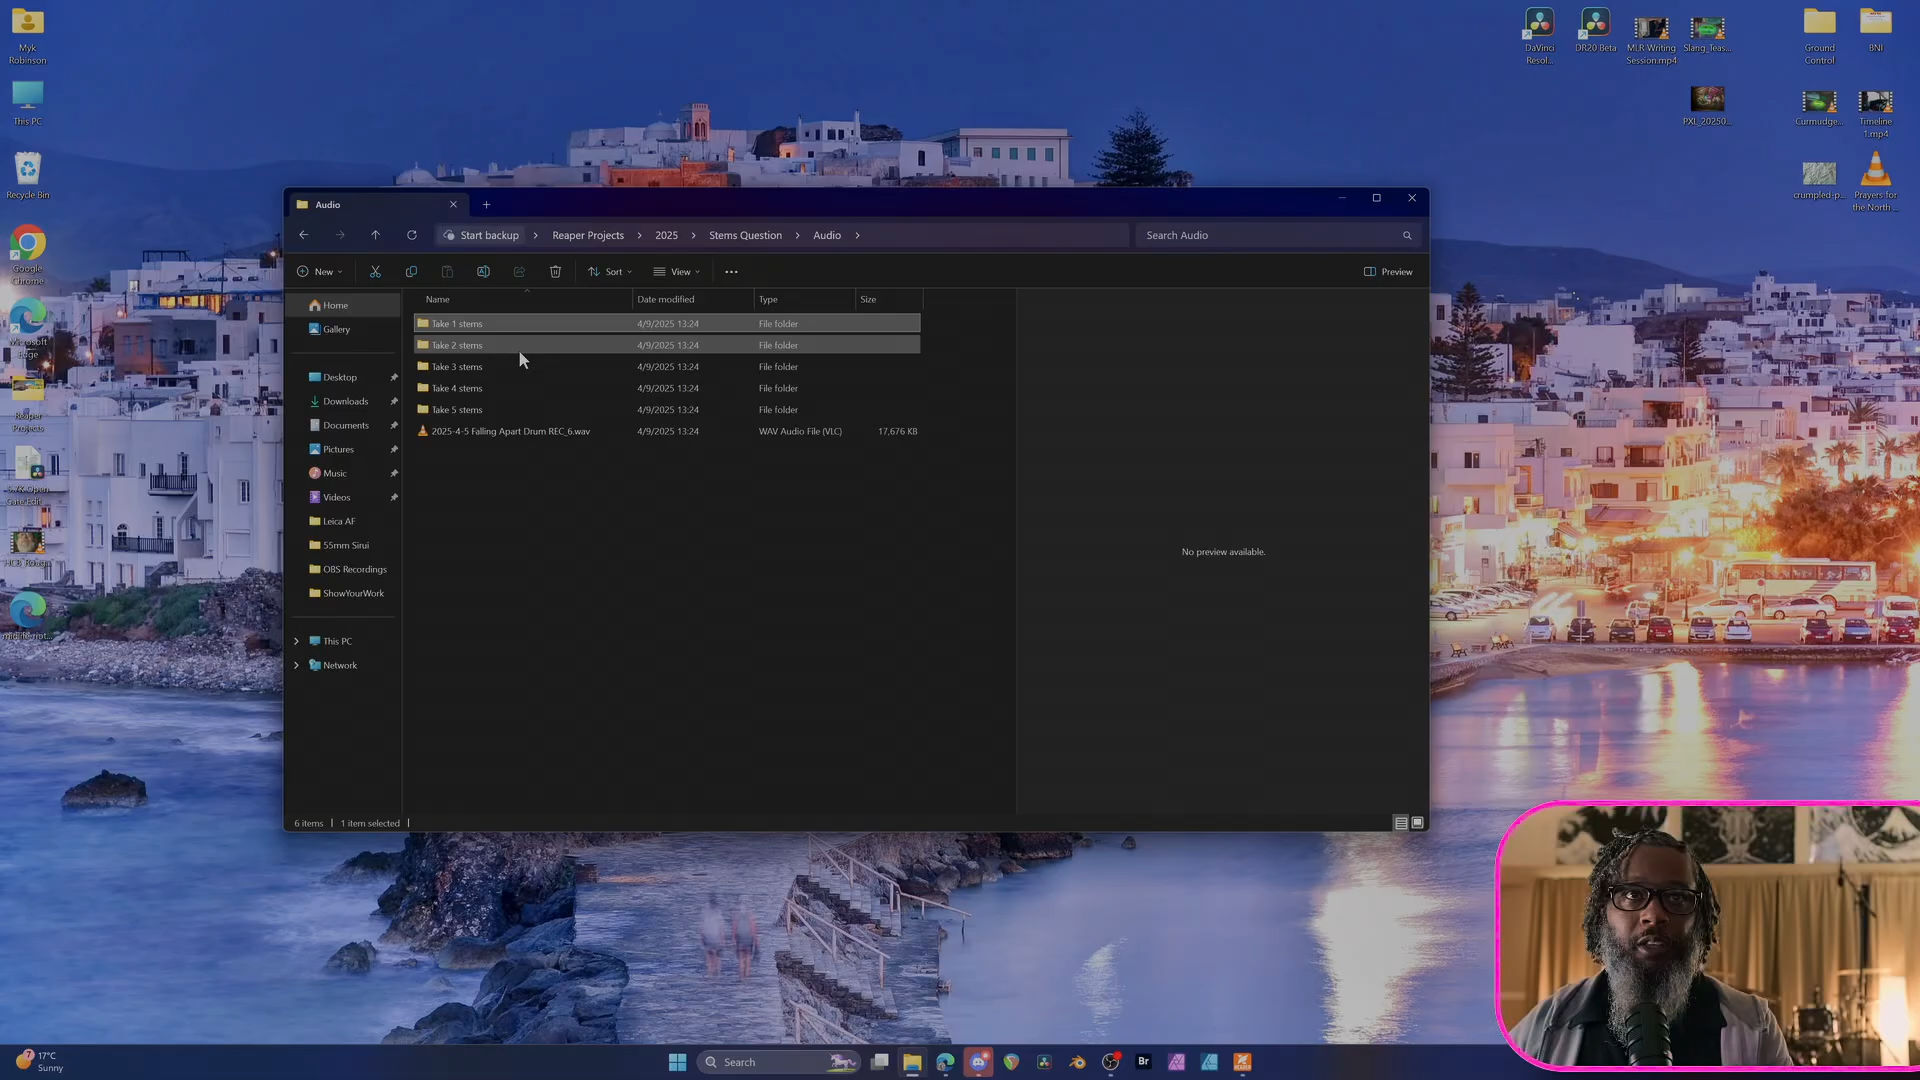 Myk
Robinson
This PC
Recycle Bin
Google
Chrome
Microsoft
Edge
Reaper
Projects
DaVinci
Resol...
DR20 Beta
MLR Writing
Session.mp4
Slang_Teas...
Ground
Control
BNI
PXL_20250...
Curmudge...
Timeline
1.mp4
crumpled-p...
Prayers for
the North ...
Audio
Start backup
Reaper Projects
2025
Stems Question
Audio
Search Audio
New
Sort
View
Preview
Home
Gallery
Desktop
Downloads
Documents
Pictures
Music
Videos
Leica AF
55mm Sirui
OBS Recordings
ShowYourWork
This PC
Network
Name Date modified Type Size
Take 1 stems 4/9/2025 13:24 File folder
Take 2 stems 4/9/2025 13:24 File folder
Take 3 stems 4/9/2025 13:24 File folder
Take 4 stems 4/9/2025 13:24 File folder
Take 5 stems 4/9/2025 13:24 File folder
2025-4-5 Falling Apart Drum REC_6.wav 4/9/2025 13:24 WAV Audio File (VLC) 17,676 KB
No preview available.
6 items
1 item selected
7
17°C
Sunny
Search
Br